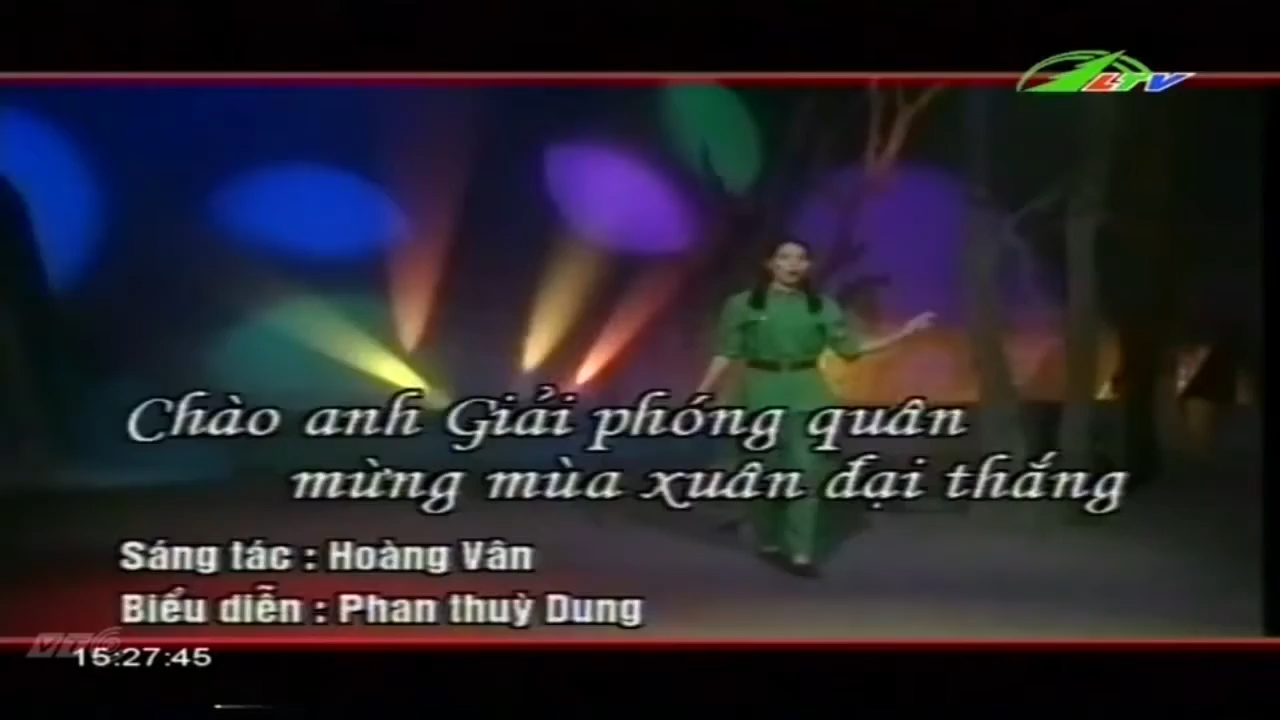 LTV
Chào anh Giải phóng quân
mừng mùa xuân đại thắng
Sáng tác : Hoàng Vân
Biểu diễn : Phan thuỳ Dung
15:27:45